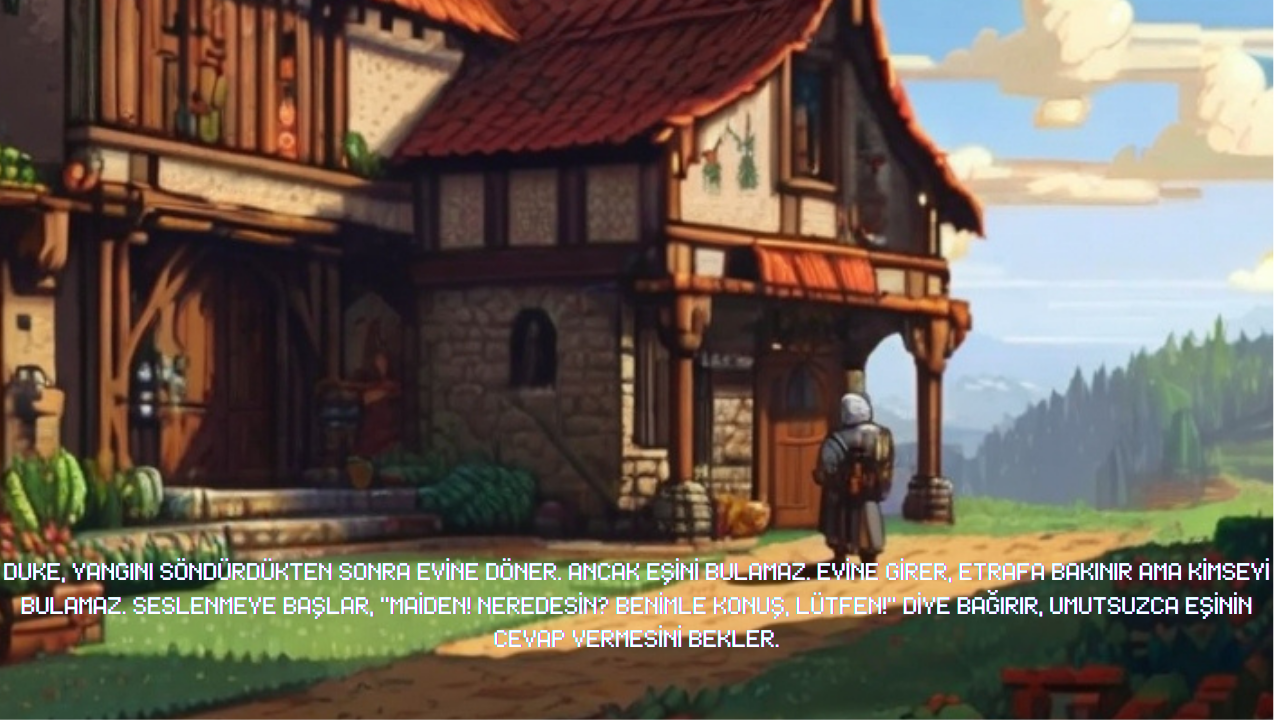 DUKE, YANGINI SÖNDÜRDÜKTEN SONRA EVİNE DÖNER. ANCAK EŞİNİ BULAMAZ. EVİNE GİRER, ETRAFA BAKINIR AMA KİMSEYİ
BULAMAZ. SESLENMEYE BAŞLAR, "MAİDEN! NEREDESİN? BENİMLE KONUŞ, LÜTFEN!" DİYE BAĞIRIR, UMUTSUZCA EŞİNİN
CEVAP VERMESİNİ BEKLER.